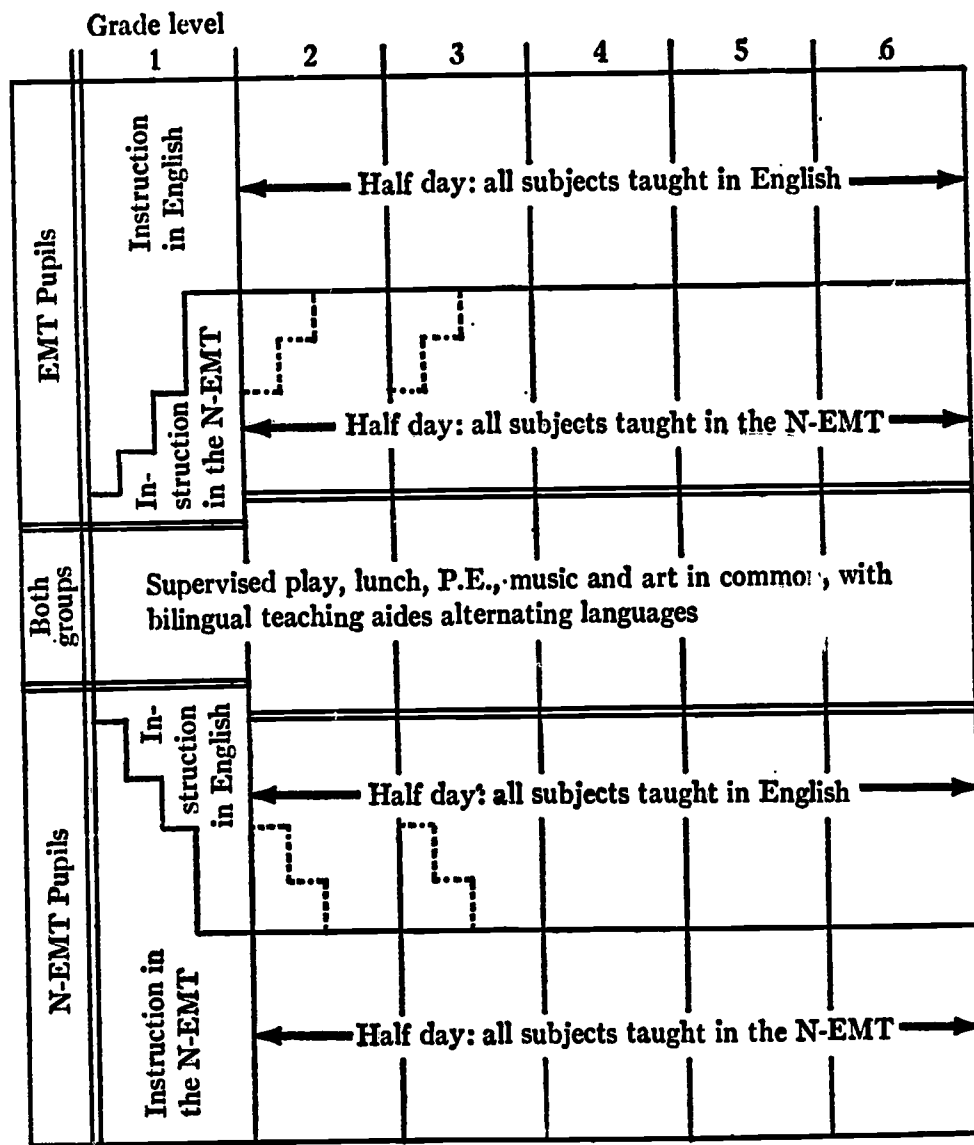 Grade level
1 2 3 4 5 6
EMT Pupils
Instruction
in English
Half day: all subjects taught in English
In-
struction
in the N-EMT
Half day: all subjects taught in the N-EMT
Both
groups
Supervised play, lunch, P.E., music and art in common, with
bilingual teaching aides alternating languages
N-EMT Pupils
In-
struction
in English
Half day: all subjects taught in English
Instruction in
the N-EMT
Half day: all subjects taught in the N-EMT